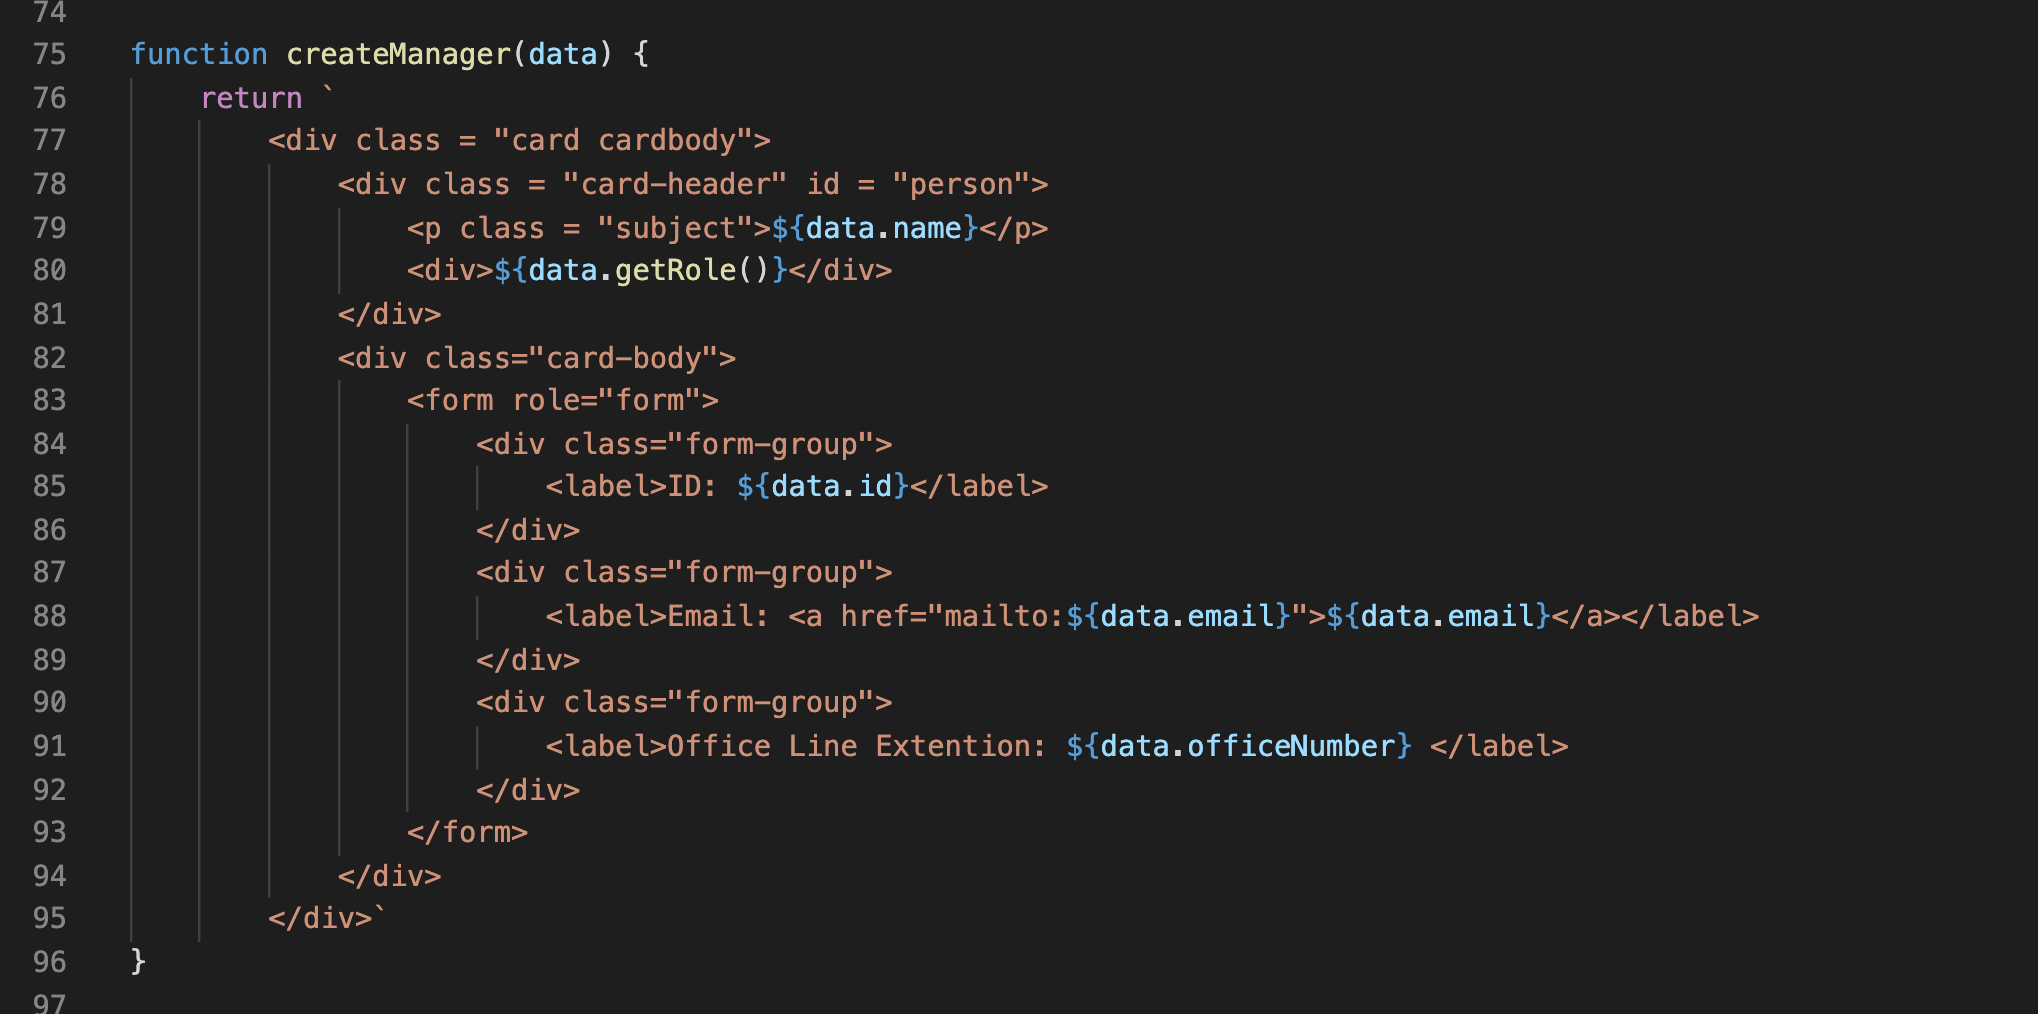 74
75 function createManager(data) {
76 return `
77 <div class = "card cardbody">
78 <div class = "card-header" id = "person">
79 <p class = "subject">${data.name}</p>
80 <div>${data.getRole()}</div>
81 </div>
82 <div class="card-body">
83 <form role="form">
84 <div class="form-group">
85 <label>ID: ${data.id}</label>
86 </div>
87 <div class="form-group">
88 <label>Email: <a href="mailto:${data.email}">${data.email}</a></label>
89 </div>
90 <div class="form-group">
91 <label>Office Line Extention: ${data.officeNumber} </label>
92 </div>
93 </form>
94 </div>
95 </div>`
96 }
97